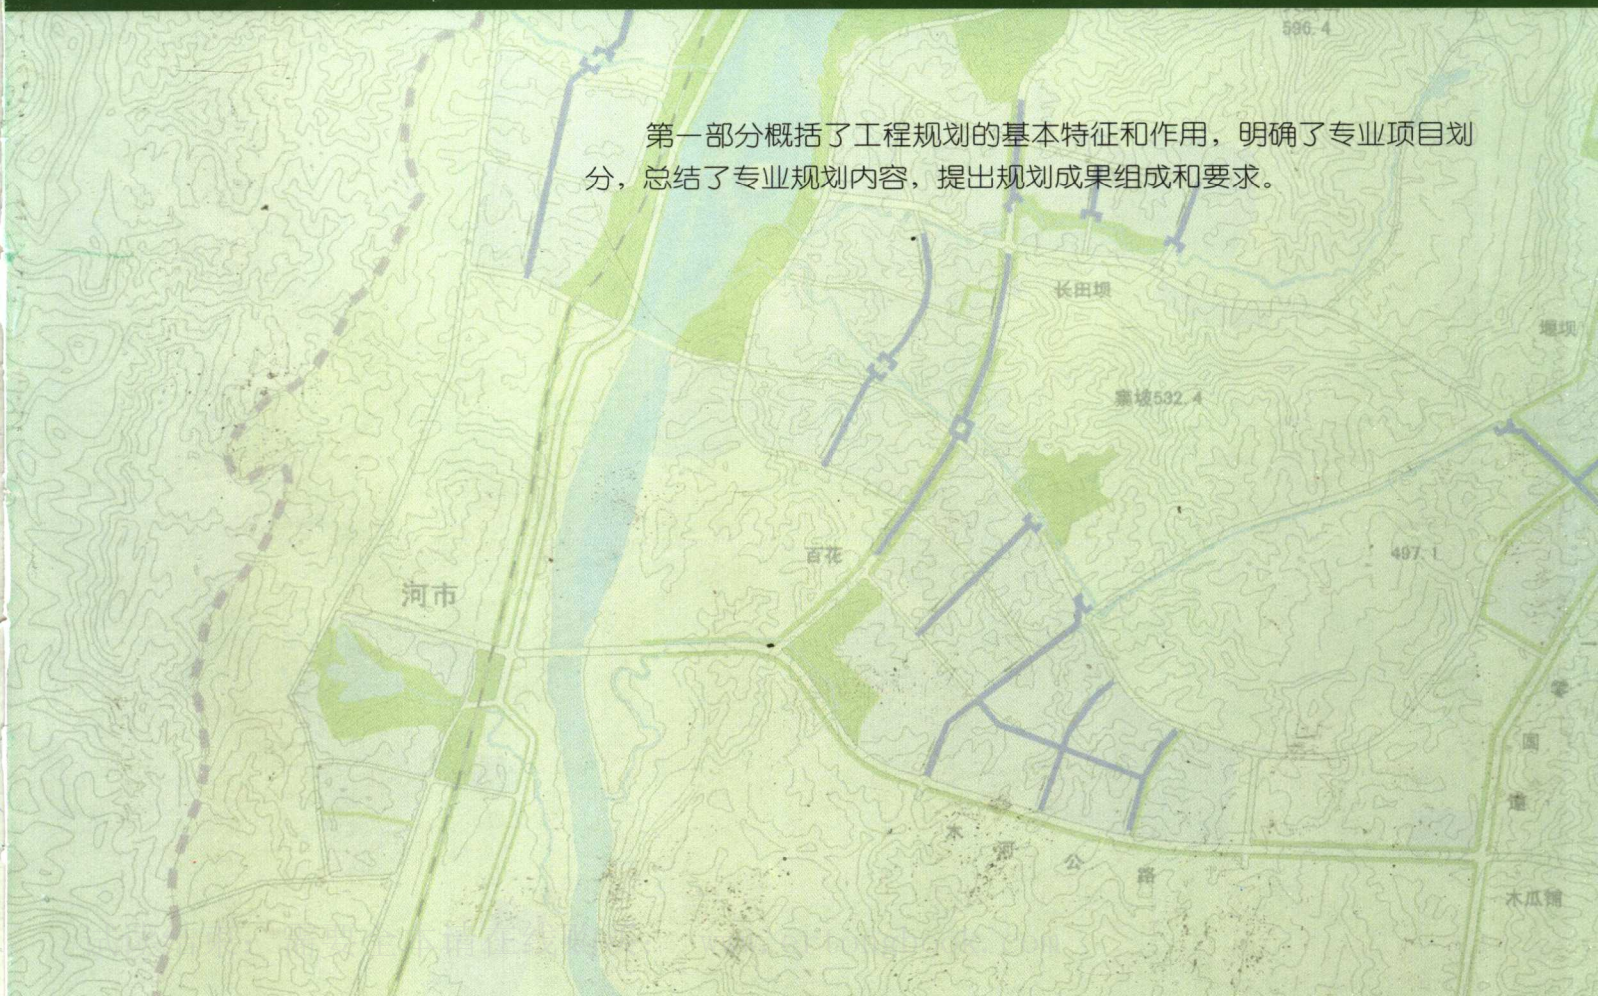 596.4
第一部分概括了工程规划的基本特征和作用，明确了专业项目划
分，总结了专业规划内容，提出规划成果组成和要求。
长田坝
堰坝
寨坡532.4
百花
497.1
河市
木河公路
木瓜铺